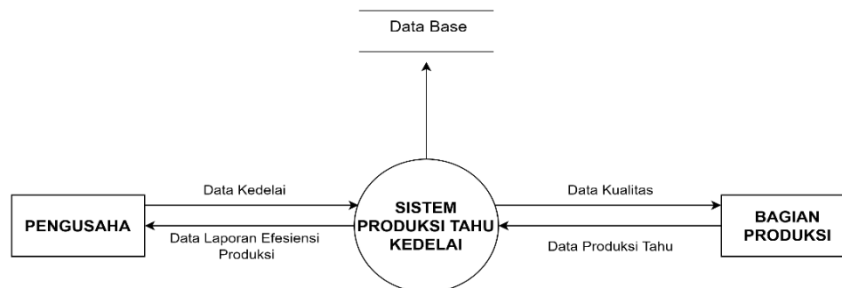 Data Base
Data Kedelai
Data Kualitas
PENGUSAHA
SISTEM
PRODUKSI TAHU
KEDELAI
BAGIAN
PRODUKSI
Data Laporan Efesiensi
Produksi
Data Produksi Tahu